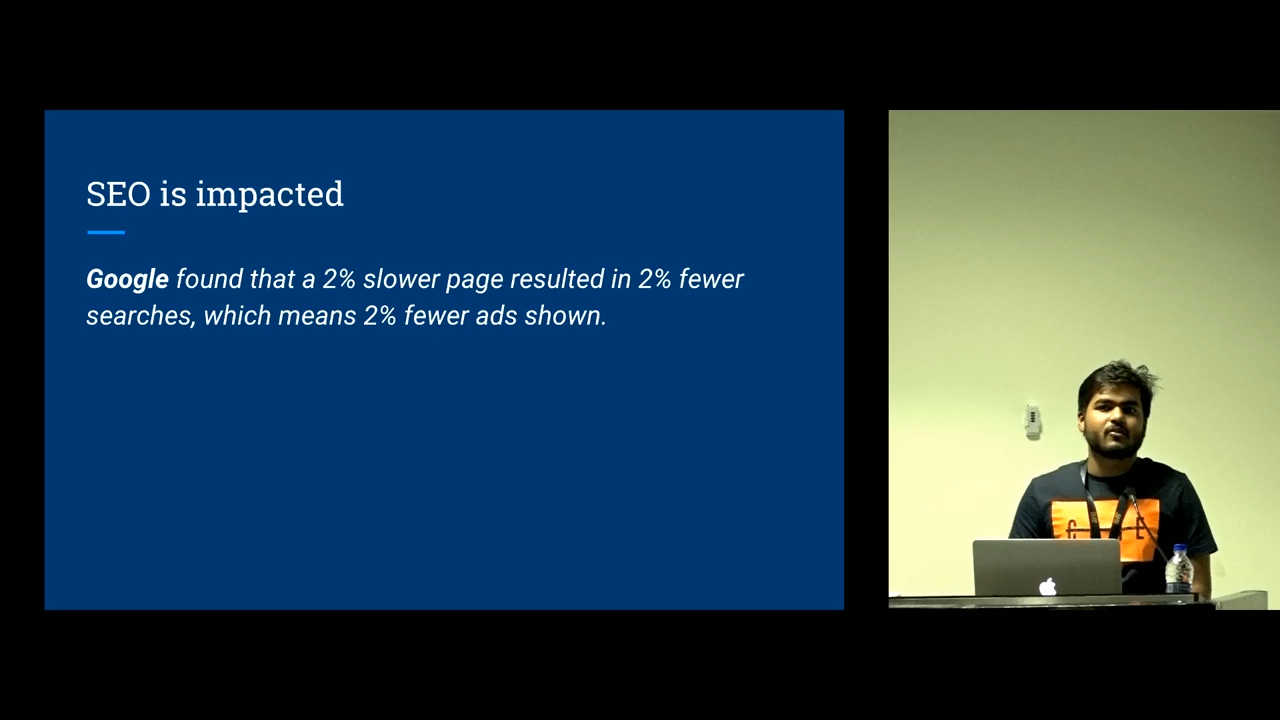 SEO is impacted
Google found that a 2% slower page resulted in 2% fewer
searches, which means 2% fewer ads shown.